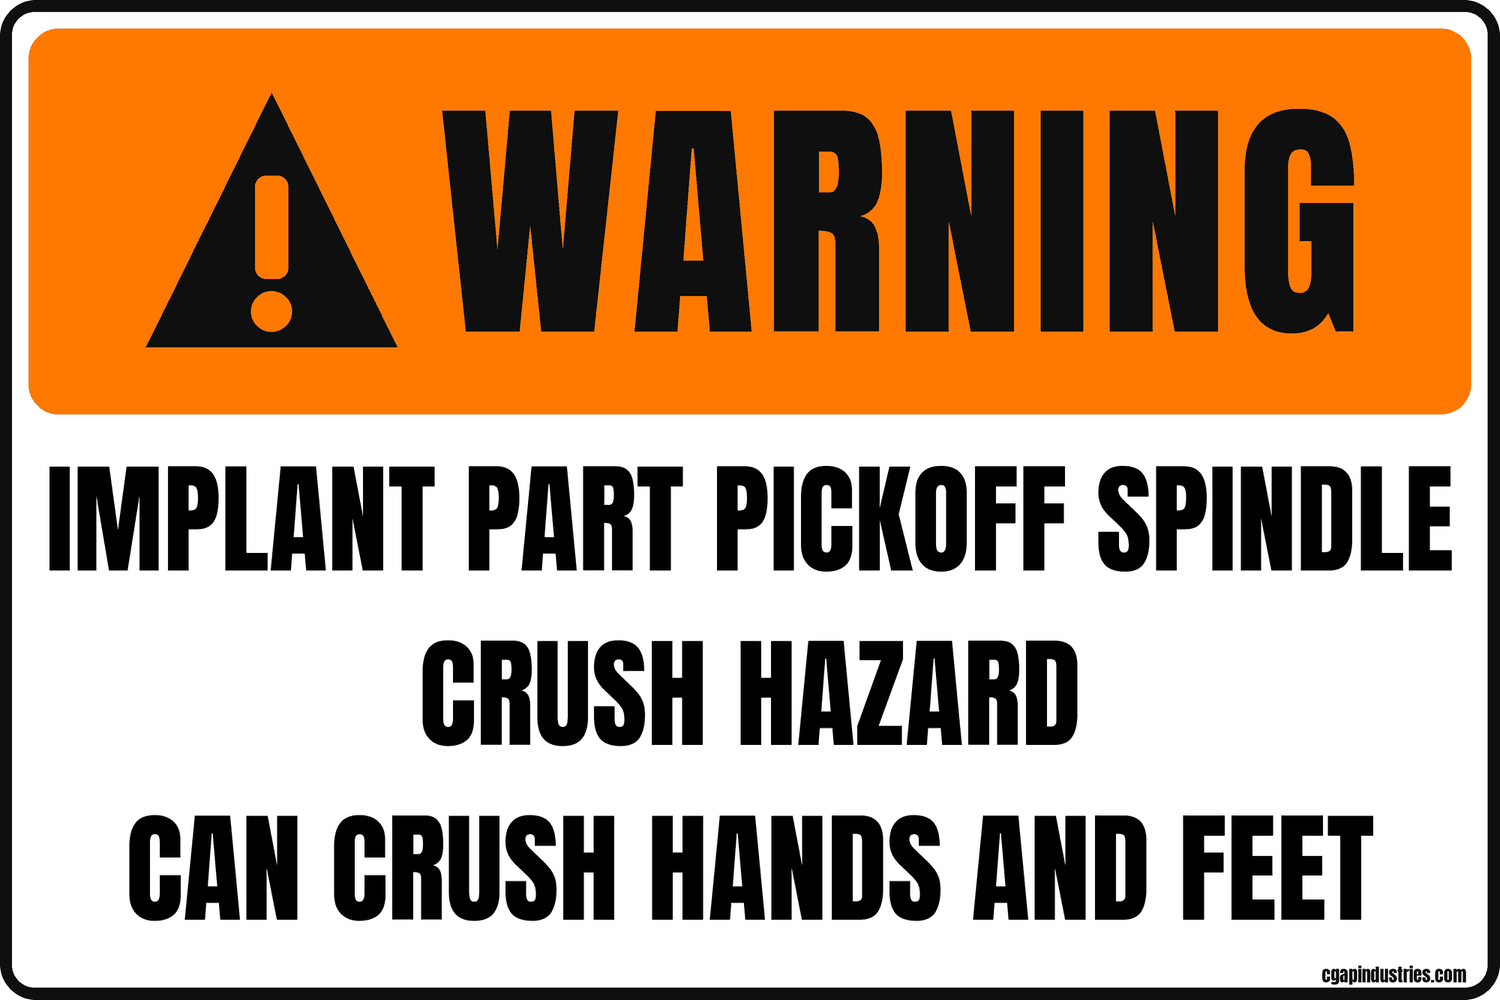 WARNING
IMPLANT PART PICKOFF SPINDLE
CRUSH HAZARD
CAN CRUSH HANDS AND FEET
cgapindustries.com